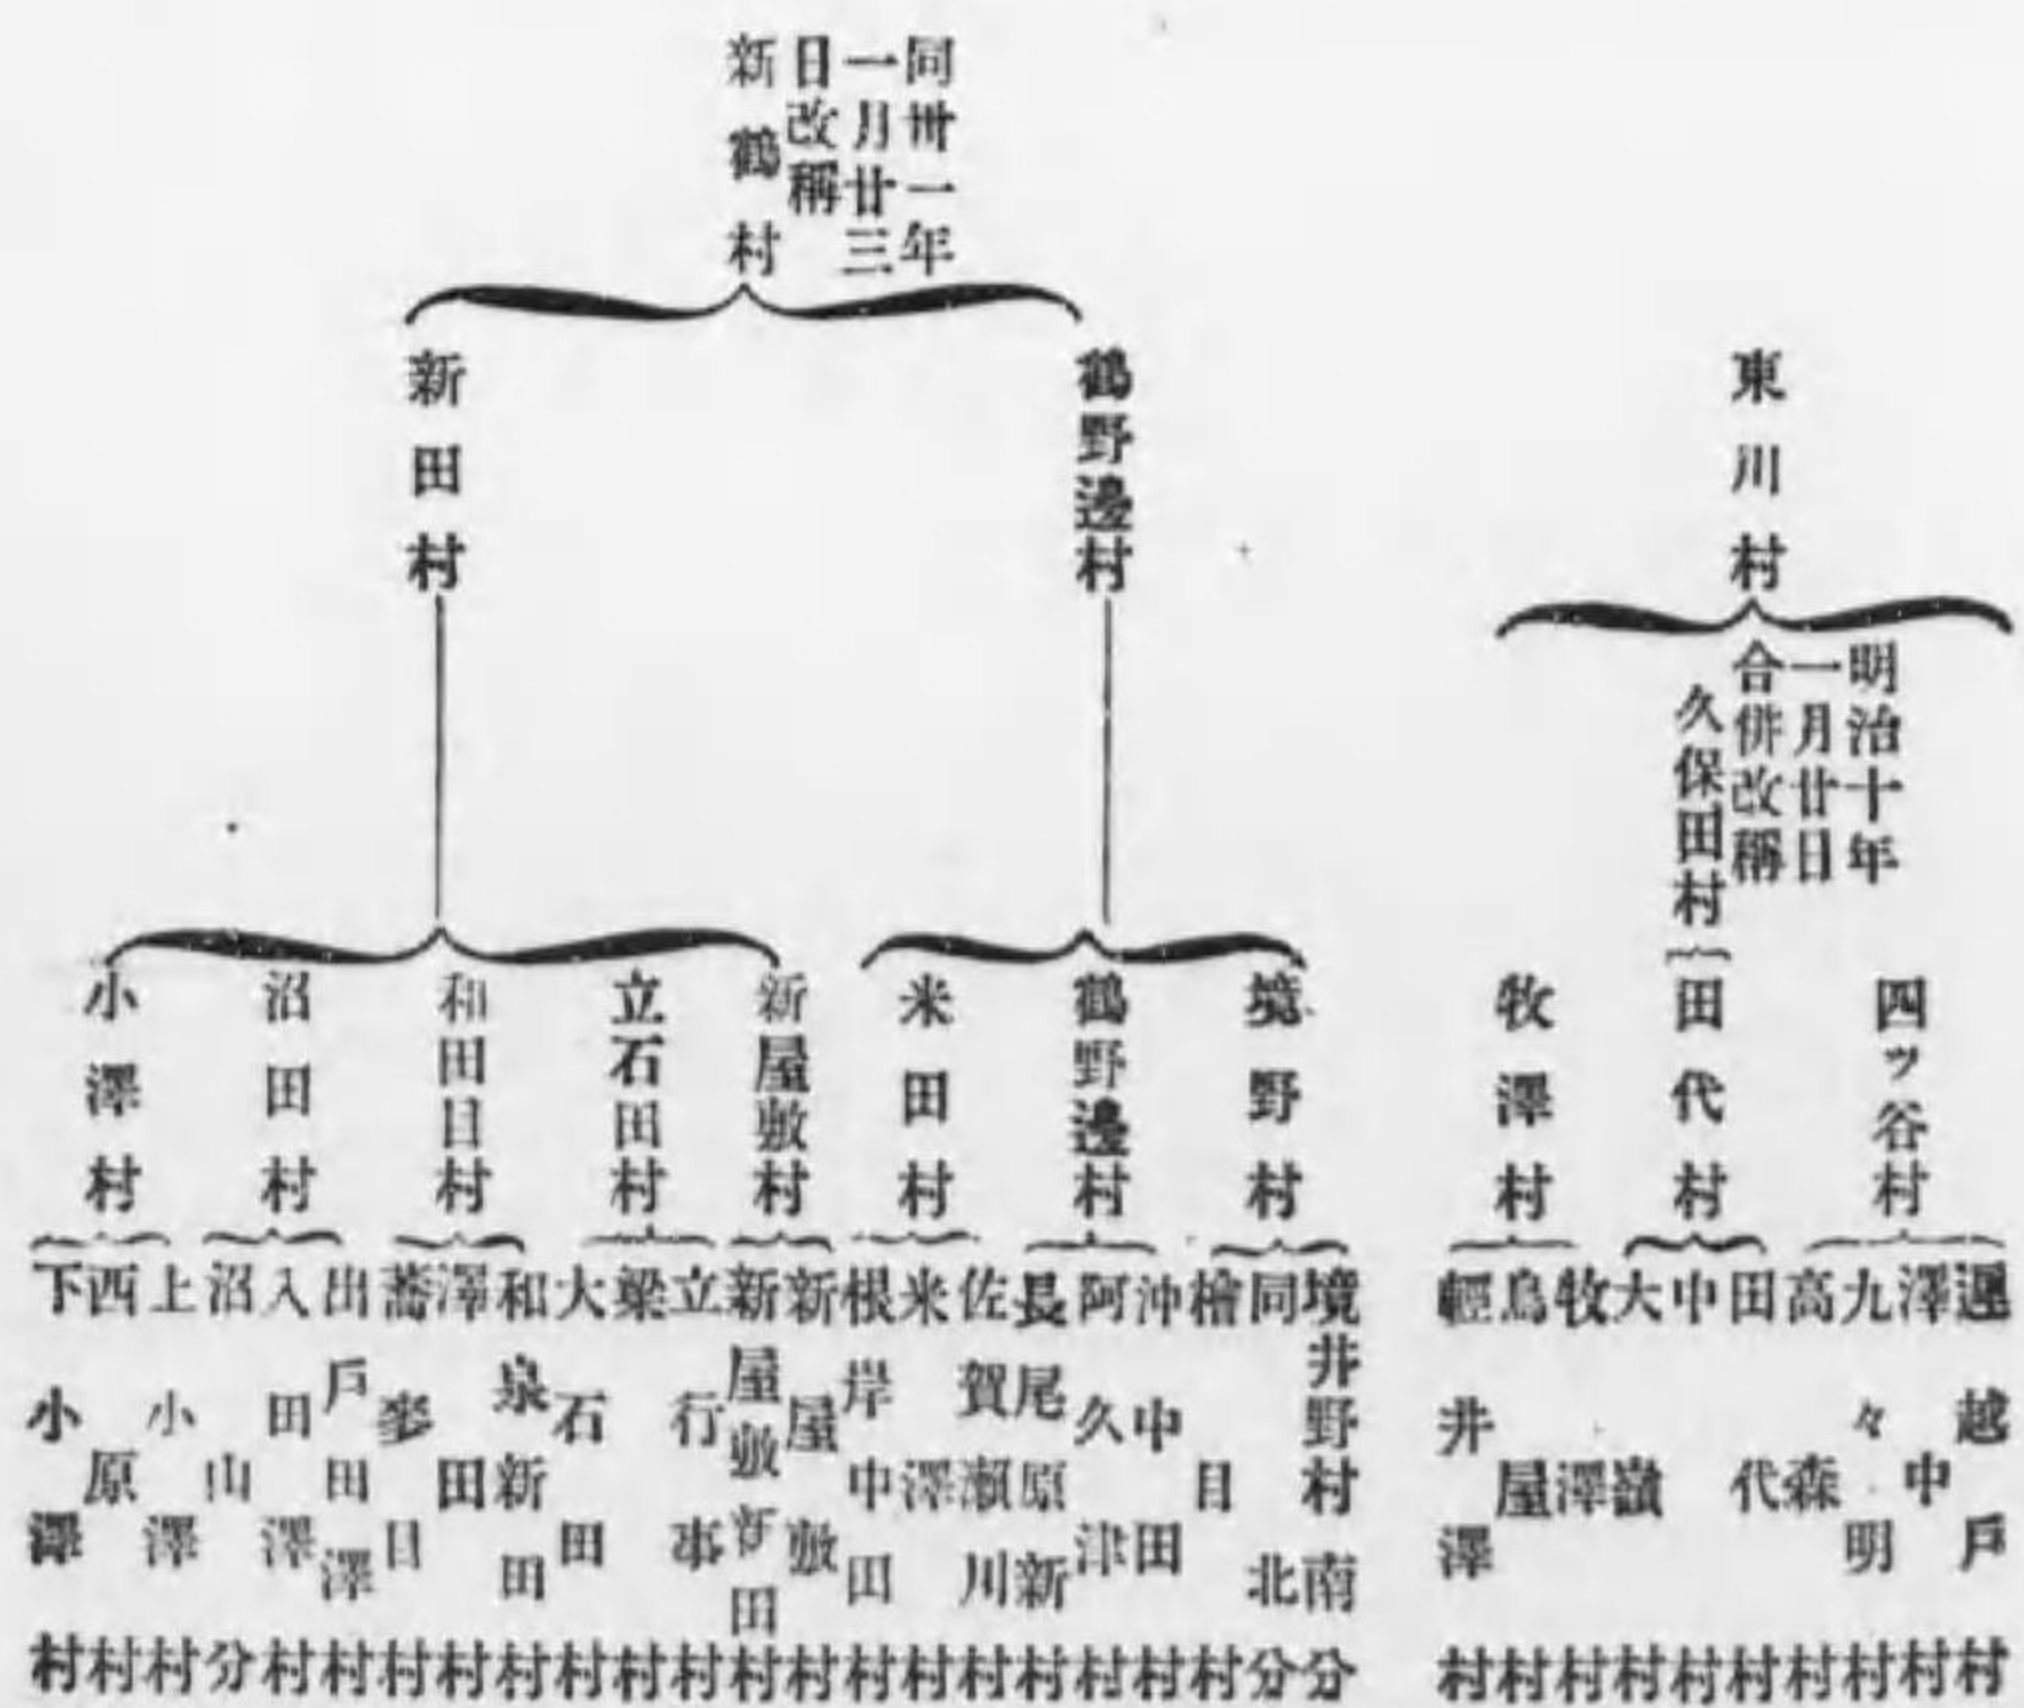 東川村
明治十年
一月廿日
合併改稱
久保田村
四ツ谷村
田代村
牧澤村
遲越戶村
澤中村
九々明村
高森村
田代村
中村
大嶽村
牧澤村
鳥屋村
輕井澤村
同卅一年
一月廿三
日改稱
新鶴村
鶴野邊村
新田村
境野村
鶴野邊村
米田村
新屋敷村
立石田村
和田目村
沼田村
小澤村
境井野村南分
同北分
檜目村
沖中田村
阿久津村
長尾原新村
佐賀瀨川村
米澤村
根岸中田村
新屋敷村
新屋敷新田村
立行事村
梁村
大石田村
和泉新田村
澤田村
蕎麥目村
出戶田澤村
入田澤村
沼山分
上小澤村
西原村
下小澤村